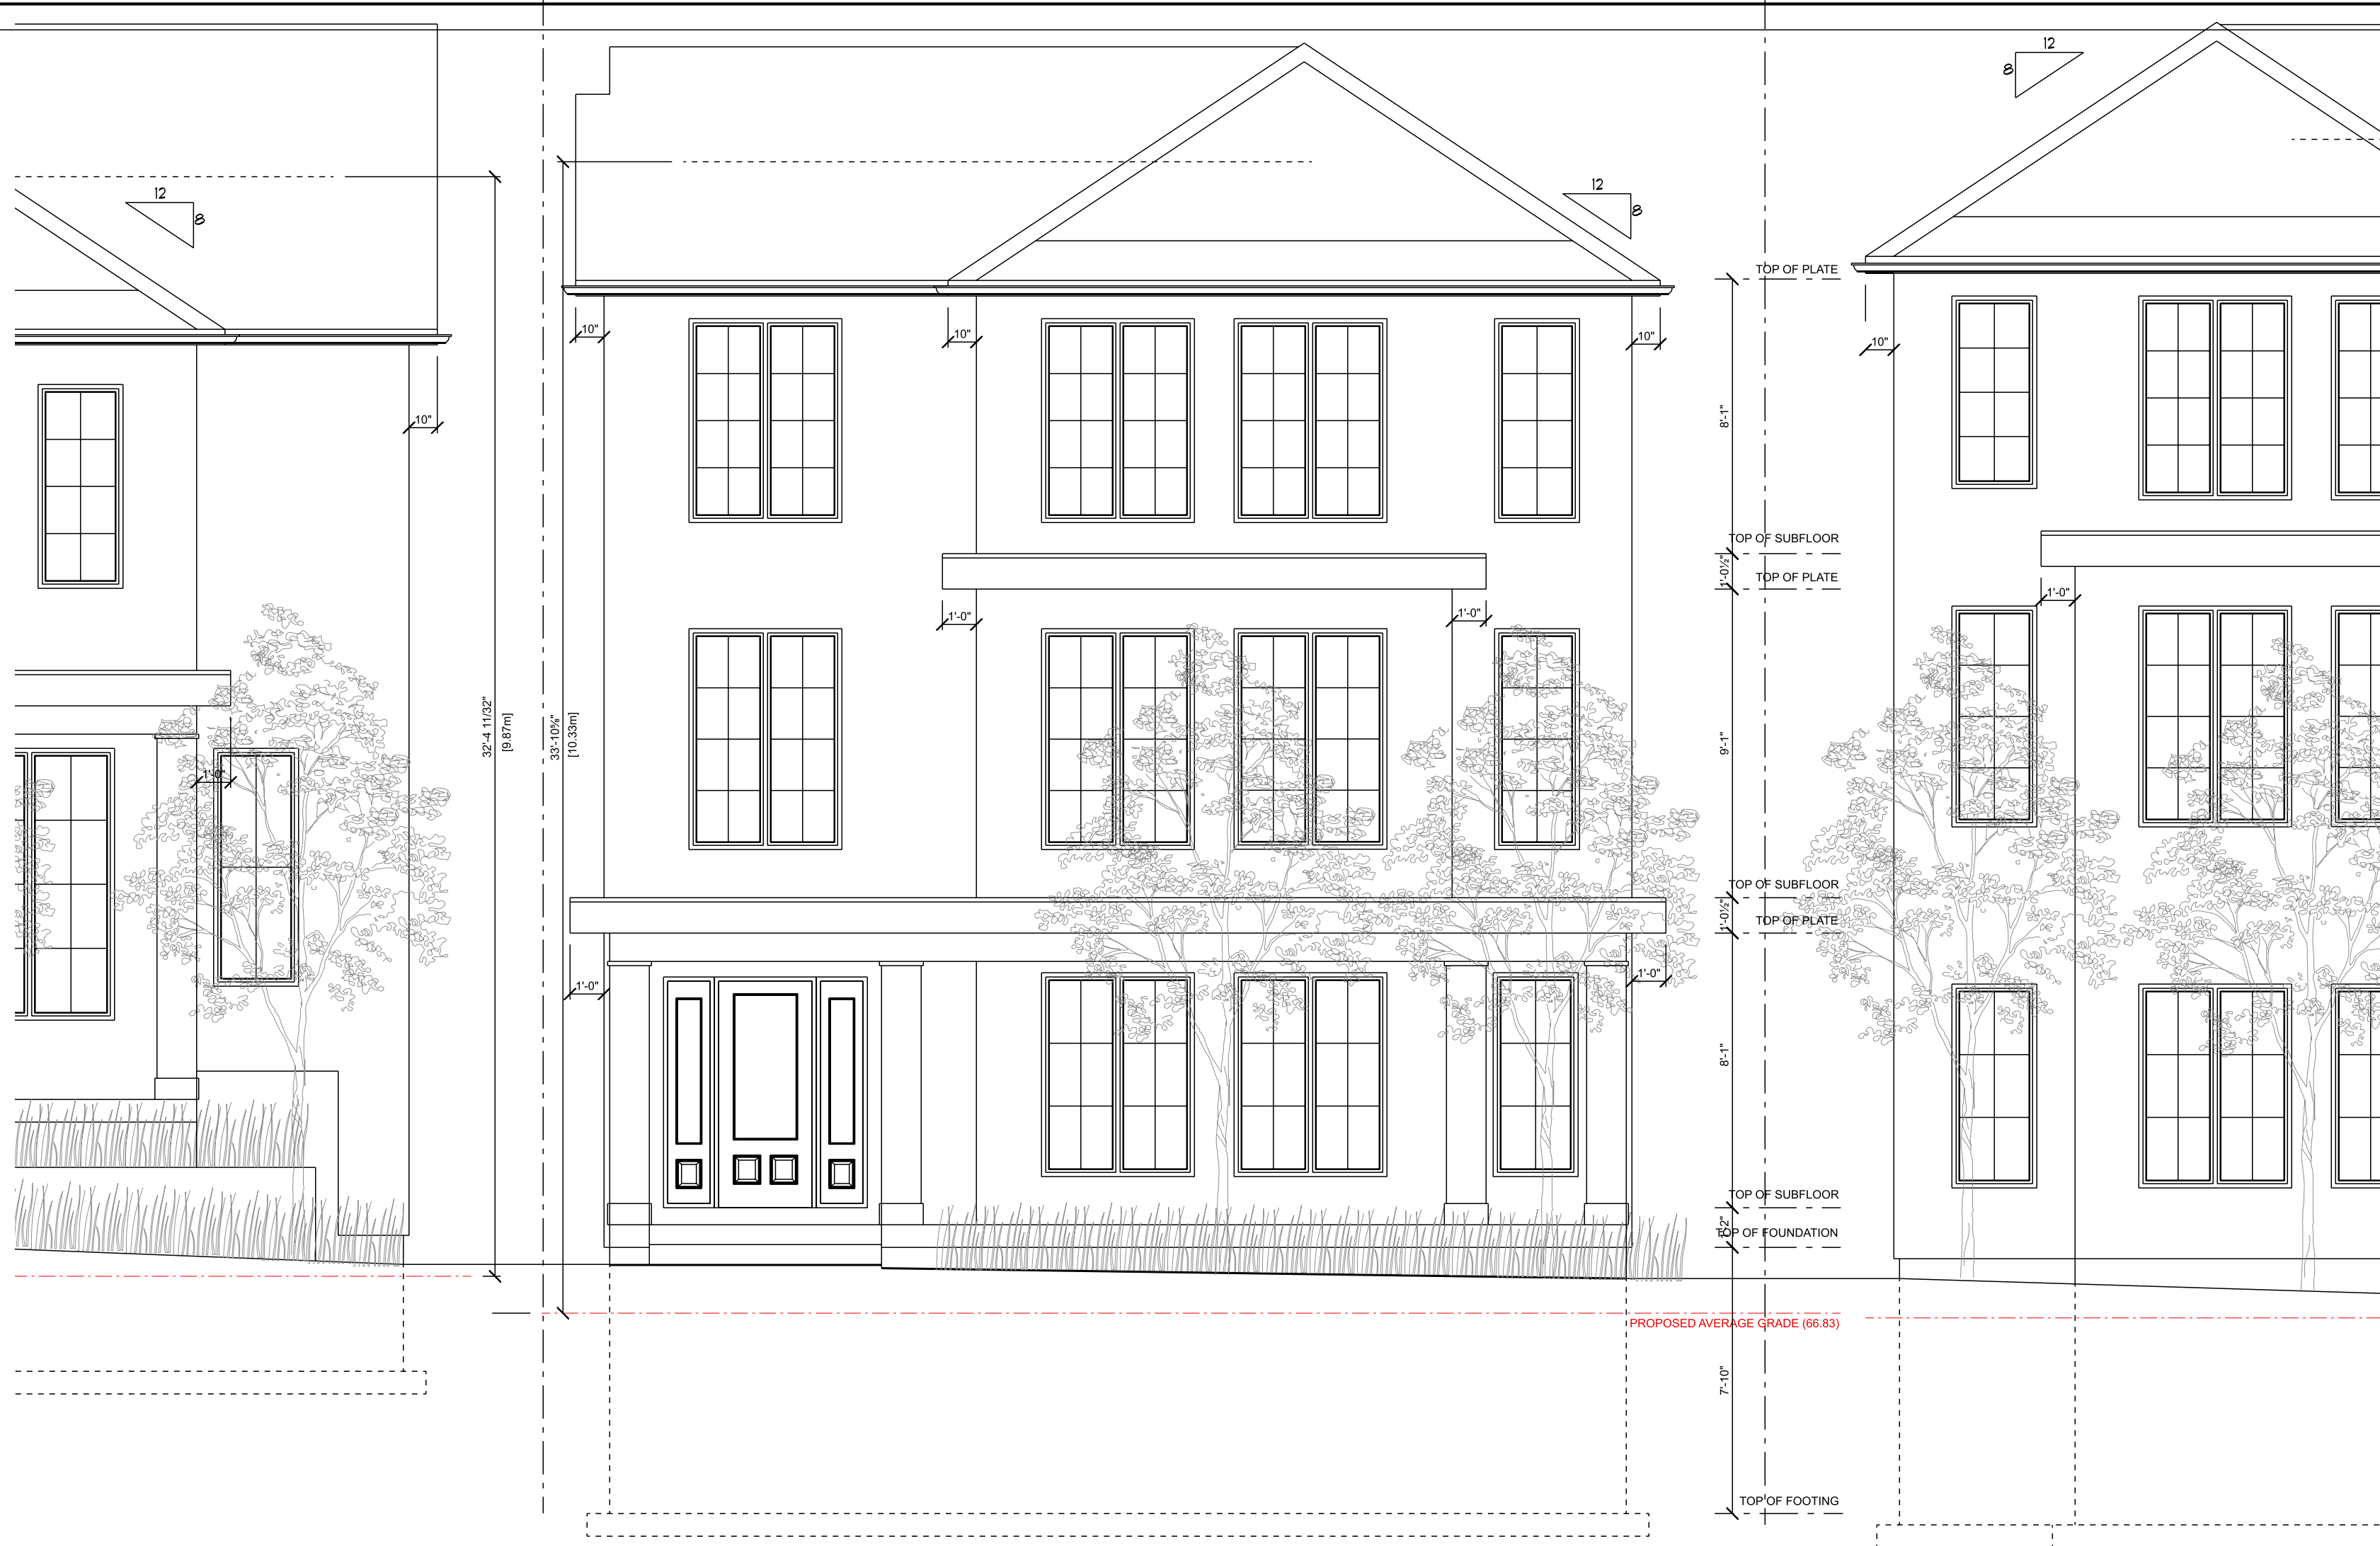 12
8
12
8
12
8
TOP OF PLATE
10"
10"
10"
10"
10"
8'-1"
TOP OF SUBFLOOR
1'-0½"
TOP OF PLATE
1'-0"
1'-0"
1'-0"
32'-4 11/32"
[9.87m]
33'-10⅝"
[10.33m]
9'-1"
1'-0"
TOP OF SUBFLOOR
1'-0½"
TOP OF PLATE
1'-0"
1'-0"
8'-1"
TOP OF SUBFLOOR
TOP OF FOUNDATION
PROPOSED AVERAGE GRADE (66.83)
7'-10"
TOP OF FOOTING